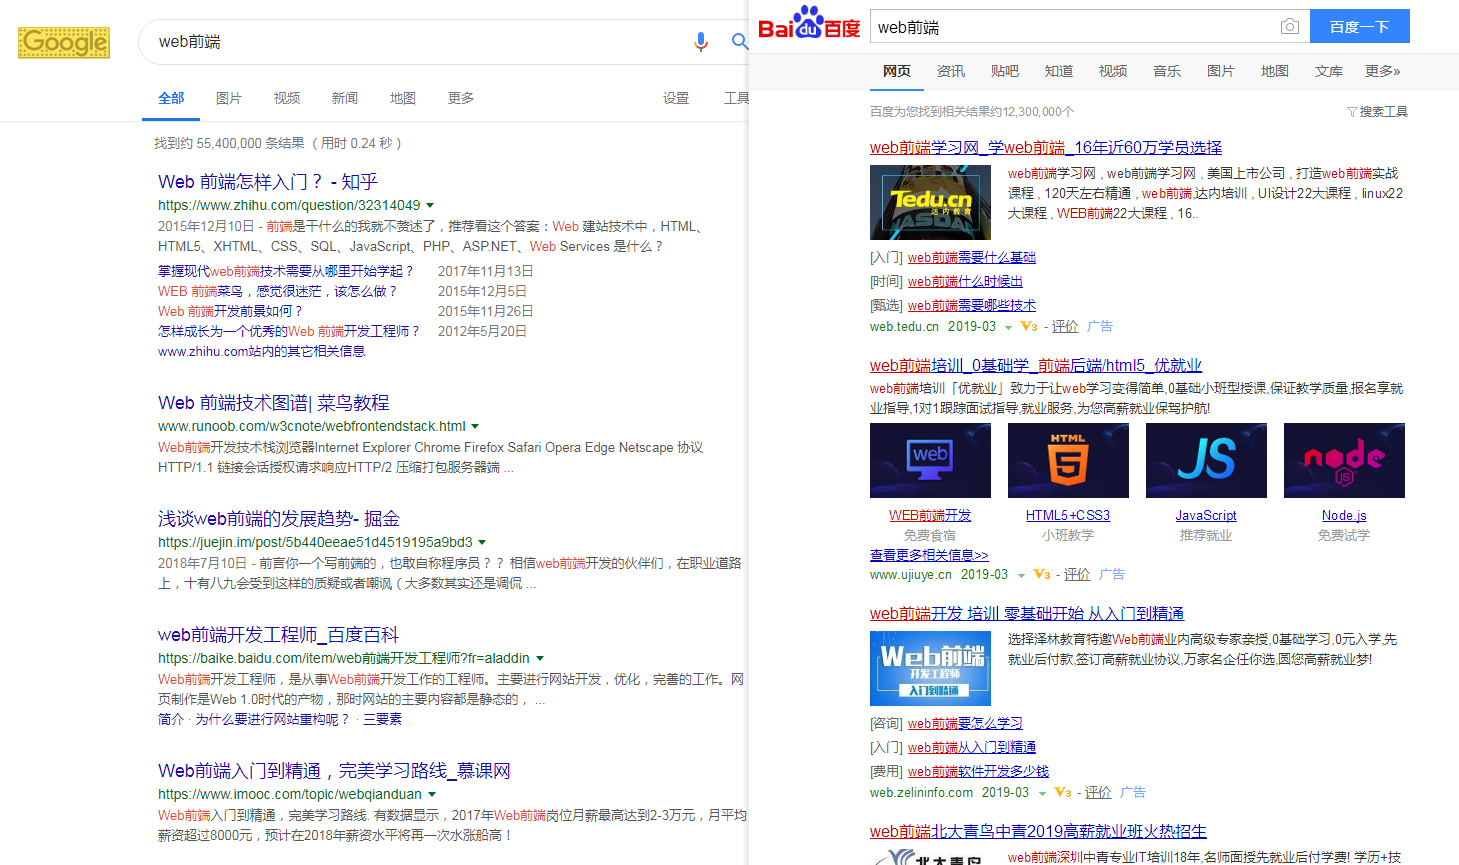 Google
web前端
全部 图片 视频 新闻 地图 更多 设置 工具
找到约 55,400,000 条结果 （用时 0.24 秒）
Web 前端怎样入门？ - 知乎
https://www.zhihu.com/question/32314049
2015年12月10日 - 前端是干什么的我就不赘述了，推荐看这个答案：Web 建站技术中，HTML、
HTML5、XHTML、CSS、SQL、JavaScript、PHP、ASP.NET、Web Services 是什么？
掌握现代web前端技术需要从哪里开始学起？ 2017年11月13日
WEB 前端菜鸟，感觉很迷茫，该怎么做？ 2015年12月5日
Web 前端开发前景如何？ 2015年11月26日
怎样成长为一个优秀的Web 前端开发工程师？ 2012年5月20日
www.zhihu.com站内的其它相关信息
Web 前端技术图谱| 菜鸟教程
www.runoob.com/w3cnote/webfrontendstack.html
Web前端开发技术栈浏览器Internet Explorer Chrome Firefox Safari Opera Edge Netscape 协议
HTTP/1.1 链接会话授权请求响应HTTP/2 压缩打包服务器端 ...
浅谈web前端的发展趋势- 掘金
https://juejin.im/post/5b440eeae51d4519195a9bd3
2018年7月10日 - 前言你一个写前端的，也敢自称程序员？？ 相信web前端开发的伙伴们，在职业道路
上，十有八九会受到这样的质疑或者嘲讽（大多数其实还是调侃 ...
web前端开发工程师_百度百科
https://baike.baidu.com/item/web前端开发工程师?fr=aladdin
Web前端开发工程师，是从事Web前端开发工作的工程师。主要进行网站开发，优化，完善的工作。网
页制作是Web 1.0时代的产物，那时网站的主要内容都是静态的， ...
简介 · 为什么要进行网站重构呢？ · 三要素
Web前端入门到精通，完美学习路线_慕课网
https://www.imooc.com/topic/webqianduan
Web前端入门到精通，完美学习路线. 有数据显示，2017年Web前端岗位月薪最高达到2-3万元，月平均
薪资超过8000元，预计在2018年薪资水平将再一次水涨船高！
Bai du 百度
web前端
百度一下
网页 资讯 贴吧 知道 视频 音乐 图片 地图 文库 更多»
百度为您找到相关结果约12,300,000个 搜索工具
web前端学习网_学web前端_16年近60万学员选择
Tedu.cn
达内教育
NASDAQ
web前端学习网 , web前端学习网 , 美国上市公司 , 打造web前端实战
课程 , 120天左右精通 , web前端,达内培训 , UI设计22大课程 , linux22
大课程 , WEB前端22大课程 , 16..
[入门] web前端需要什么基础
[时间] web前端什么时候出
[甄选] web前端需要哪些技术
web.tedu.cn 2019-03 V3 - 评价 广告
web前端培训_0基础学_前端后端/html5_优就业
web前端培训「优就业」致力于让web学习变得简单,0基础小班型授课,保证教学质量,报名享就
业指导,1对1跟踪面试指导,就业服务,为您高薪就业保驾护航!
web HTML 5 JS node JS
WEB前端开发 HTML5+CSS3 JavaScript Node.js
免费食宿 小班教学 推荐就业 免费试学
查看更多相关信息>>
www.ujiuye.cn 2019-03 V3 - 评价 广告
web前端开发 培训 零基础开始 从入门到精通
Web前端
开发工程师
入门到精通
选择泽林教育特邀Web前端业内高级专家亲授,0基础学习,0元入学,先
就业后付款,签订高薪就业协议,万家名企任你选,圆您高薪就业梦!
[咨询] web前端要怎么学习
[入门] web前端从入门到精通
[费用] web前端软件开发多少钱
web.zelininfo.com 2019-03 V3 - 评价 广告
web前端北大青鸟中青2019高薪就业班火热招生
北大青鸟
web前端深圳中青专业IT培训18年,名师面授先就业后付学费! 学历+技